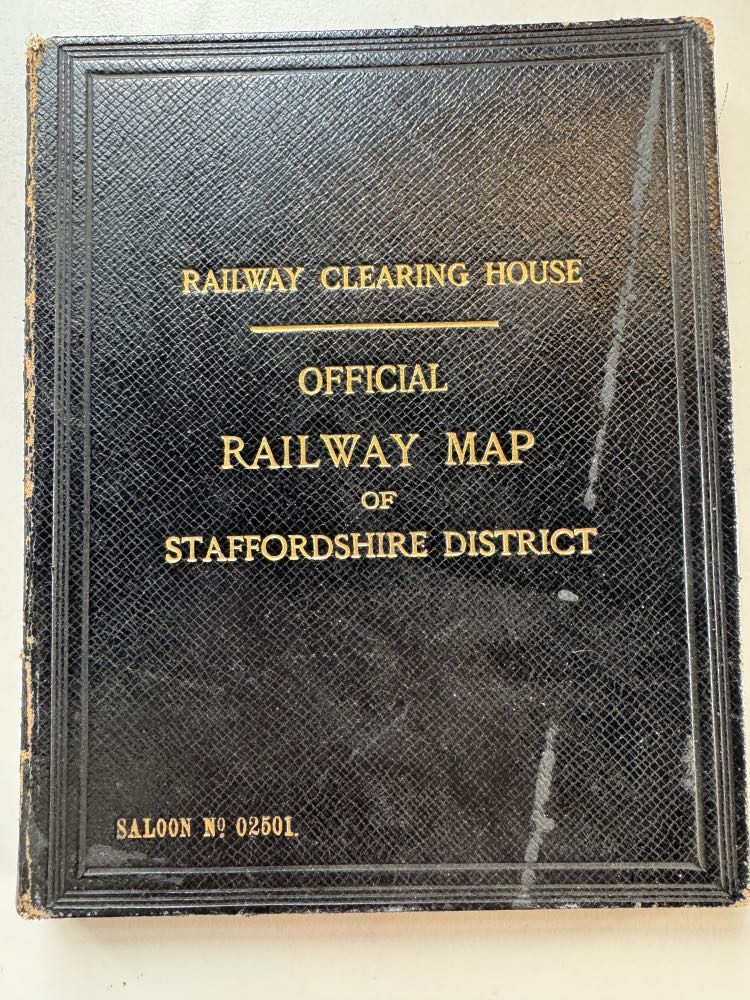 RAILWAY CLEARING HOUSE
OFFICIAL
RAILWAY MAP
OF
STAFFORDSHIRE DISTRICT
SALOON Nº 02501.